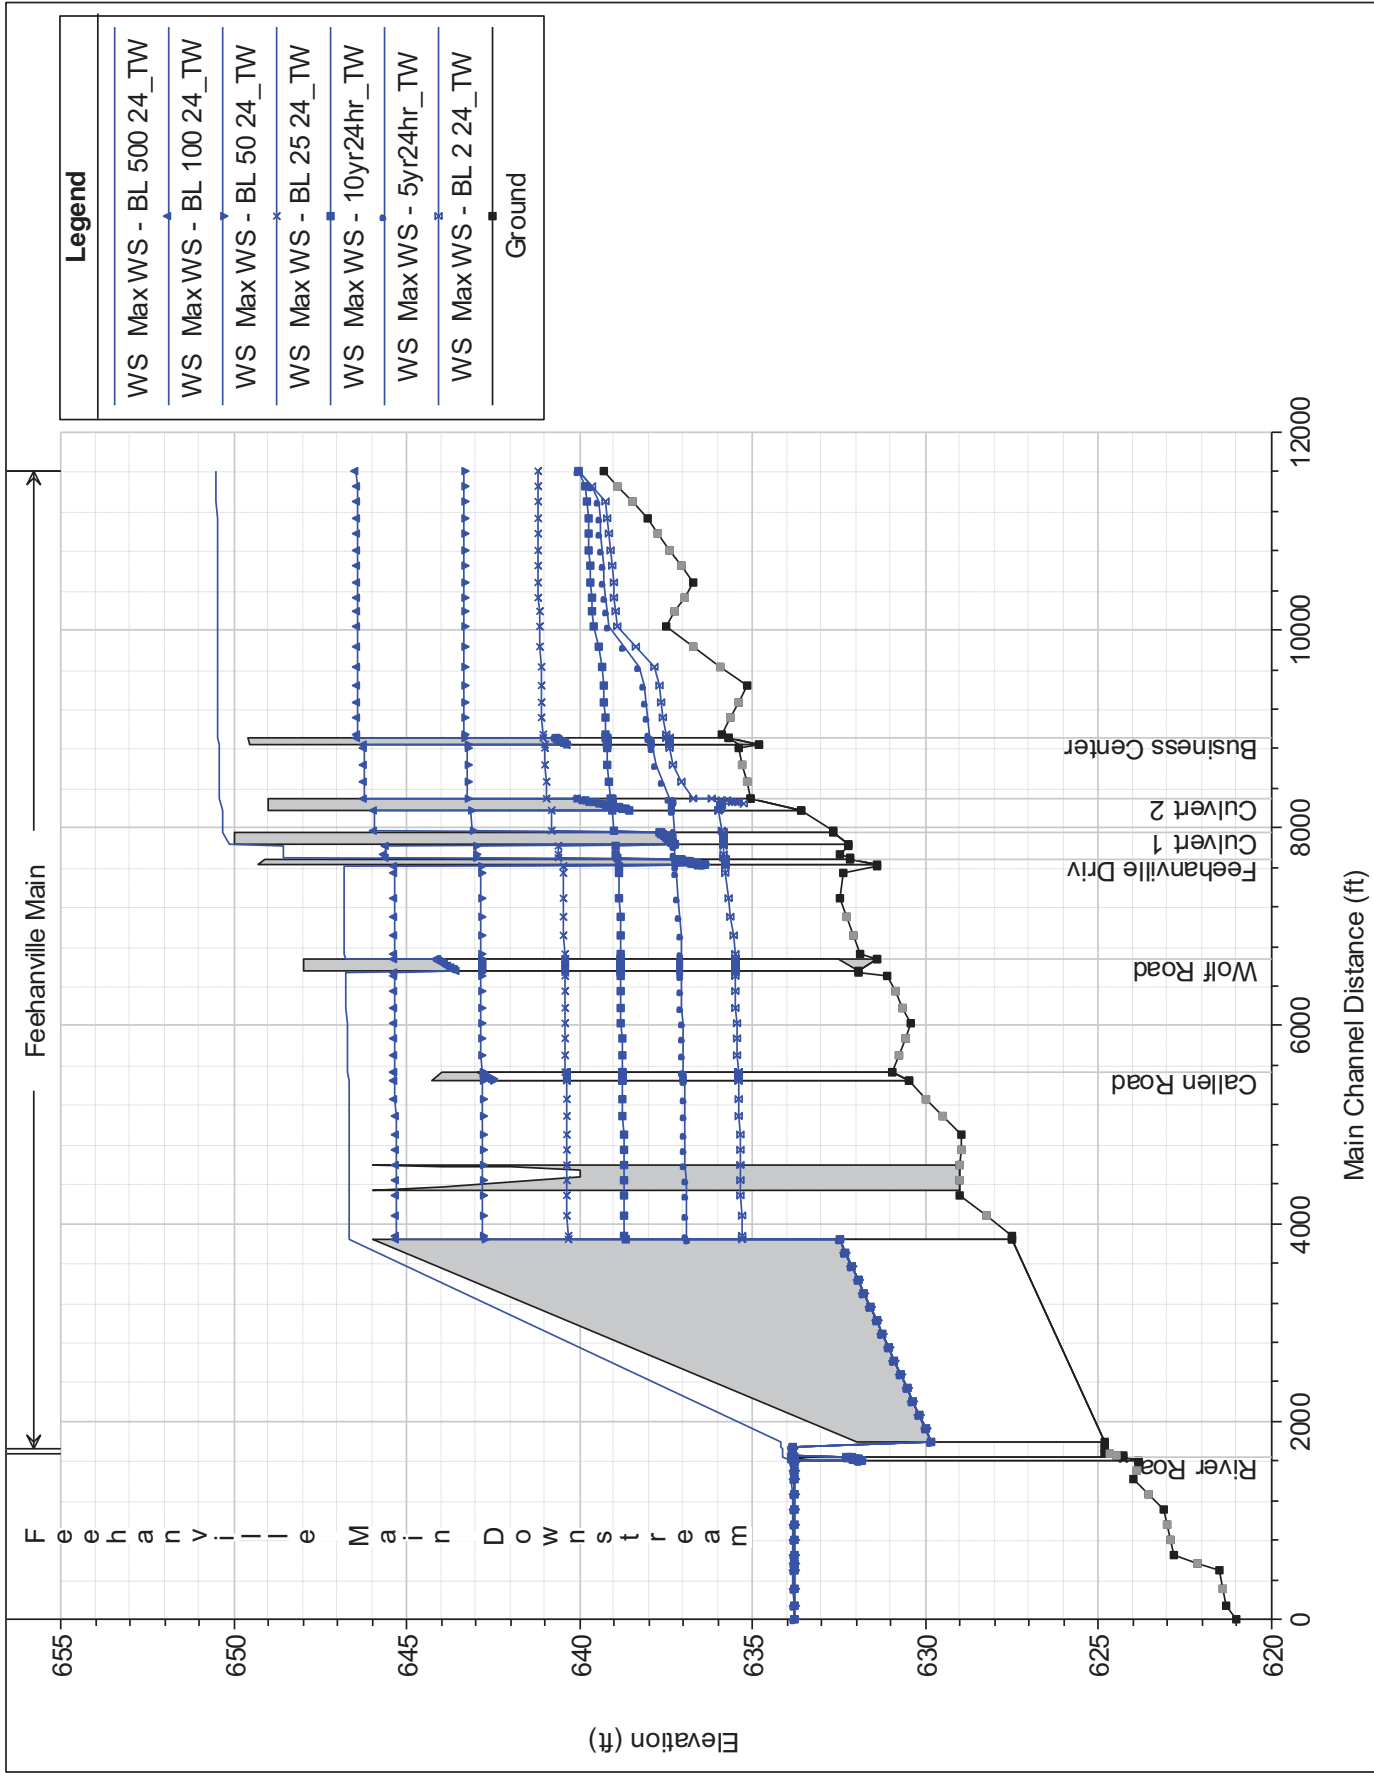 Feehanville Main Downstream
Feehanville Main
Legend
WS Max WS - BL 500 24_TW
WS Max WS - BL 100 24_TW
WS Max WS - BL 50 24_TW
WS Max WS - BL 25 24_TW
WS Max WS - 10yr24hr_TW
WS Max WS - 5yr24hr_TW
WS Max WS - BL 2 24_TW
Ground
655
650
645
640
635
630
625
620
Elevation (ft)
0
2000
4000
6000
8000
10000
12000
Main Channel Distance (ft)
River Roa
Callen Road
Wolf Road
Feehanville Driv
Culvert 1
Culvert 2
Business Center